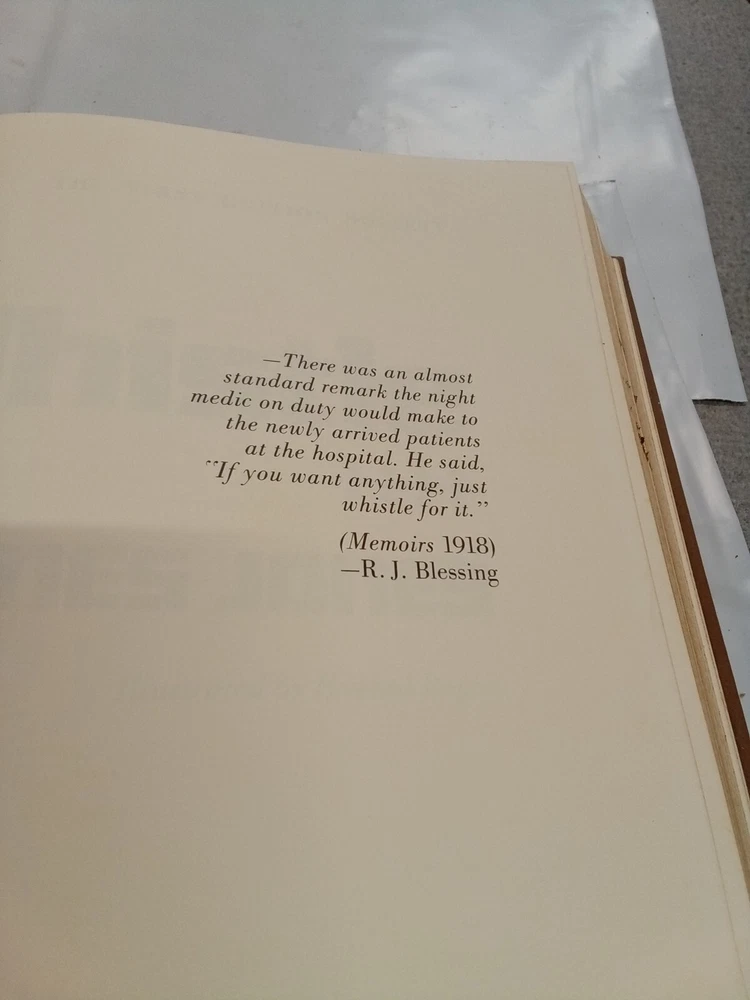 —There was an almost
standard remark the night
medic on duty would make to
the newly arrived patients
at the hospital. He said,
"If you want anything, just
whistle for it."
(Memoirs 1918)
—R. J. Blessing